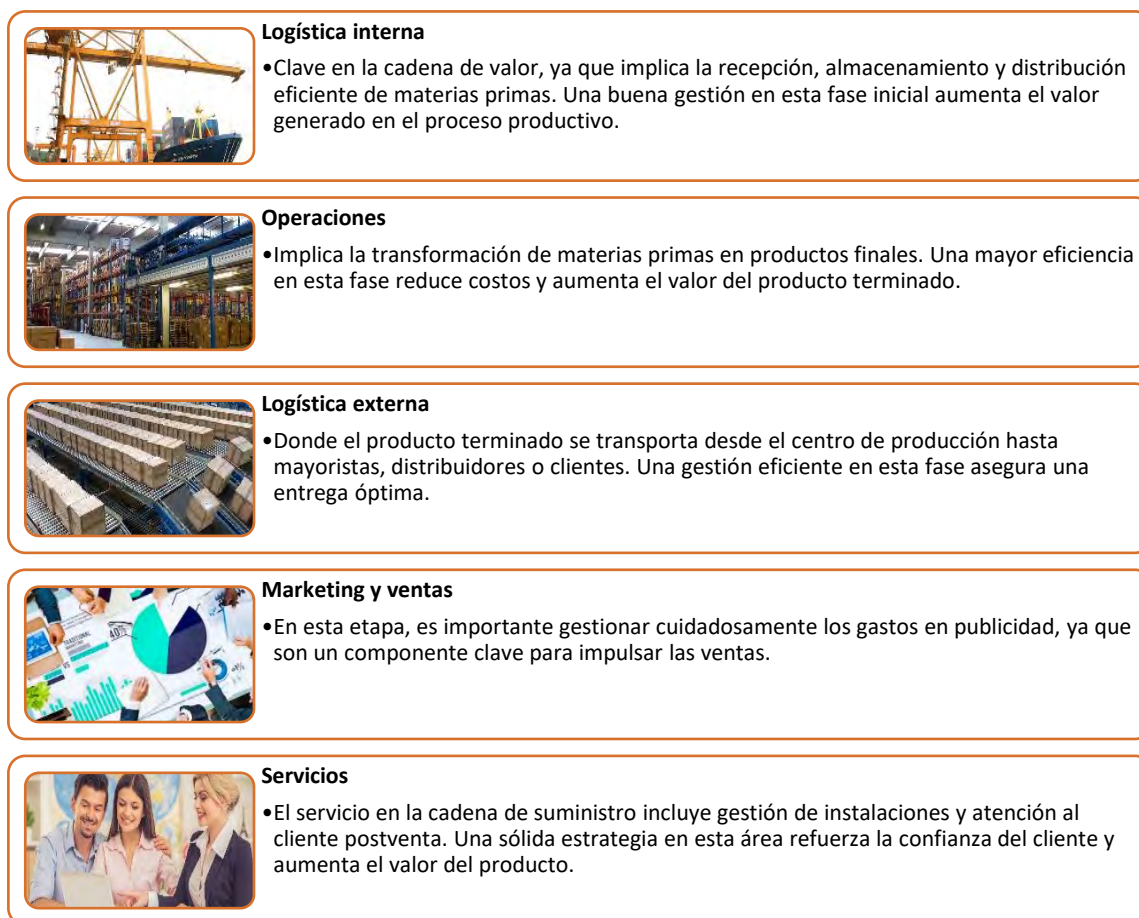 Logística interna
•Clave en la cadena de valor, ya que implica la recepción, almacenamiento y distribución
eficiente de materias primas. Una buena gestión en esta fase inicial aumenta el valor
generado en el proceso productivo.
Operaciones
•Implica la transformación de materias primas en productos finales. Una mayor eficiencia
en esta fase reduce costos y aumenta el valor del producto terminado.
Logística externa
•Donde el producto terminado se transporta desde el centro de producción hasta
mayoristas, distribuidores o clientes. Una gestión eficiente en esta fase asegura una
entrega óptima.
Marketing y ventas
•En esta etapa, es importante gestionar cuidadosamente los gastos en publicidad, ya que
son un componente clave para impulsar las ventas.
TRADITIONAL
MARKETING
VS
40%
Servicios
•El servicio en la cadena de suministro incluye gestión de instalaciones y atención al
cliente postventa. Una sólida estrategia en esta área refuerza la confianza del cliente y
aumenta el valor del producto.